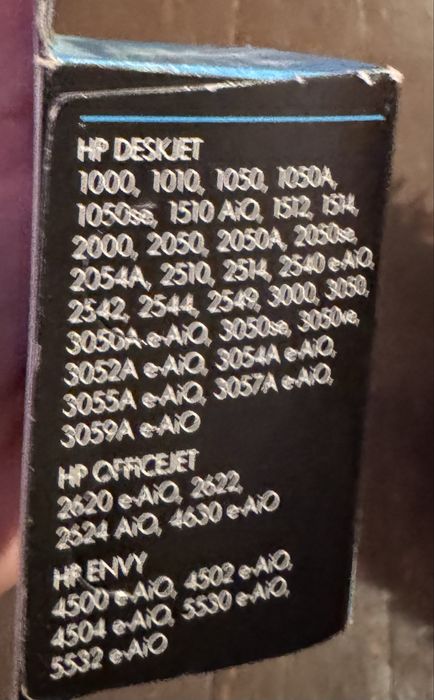 HP DESKJET
1000, 1010, 1050, 1050A,
1050se, 1510 AiO, 1512, 1514,
2000, 2050, 2050A, 2050se,
2054A, 2510, 2514, 2540 e-AiO,
2542, 2544, 2549, 3000, 3050,
3050A e-AiO, 3050se, 3050ve,
3052A e-AiO, 3054A e-AiO,
3055A e-AiO, 3057A e-AiO,
3059A e-AiO
HP OFFICEJET
2620 e-AiO, 2622,
2624 AiO, 4630 e-AiO
HP ENVY
4500 e-AiO, 4502 e-AiO,
4504 e-AiO, 5530 e-AiO,
5532 e-AiO